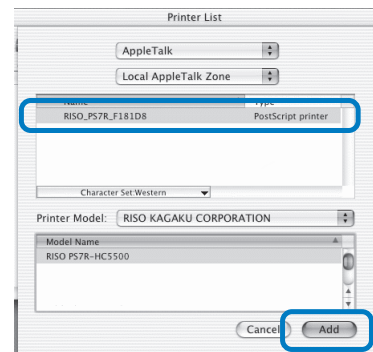 Printer List
AppleTalk
Local AppleTalk Zone
Name Type
RISO_PS7R_F181D8 PostScript printer
Character Set:Western
Printer Model: RISO KAGAKU CORPORATION
Model Name
RISO PS7R-HC5500
Cancel Add